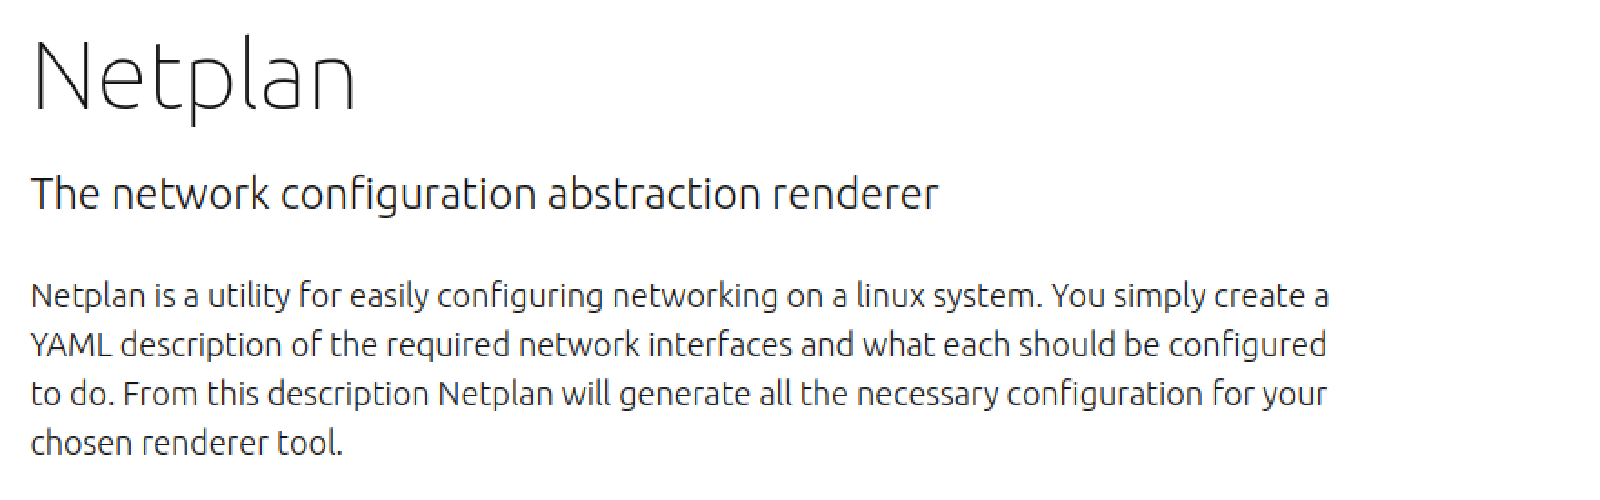 Netplan
The network configuration abstraction renderer
Netplan is a utility for easily configuring networking on a linux system. You simply create a
YAML description of the required network interfaces and what each should be configured
to do. From this description Netplan will generate all the necessary configuration for your
chosen renderer tool.